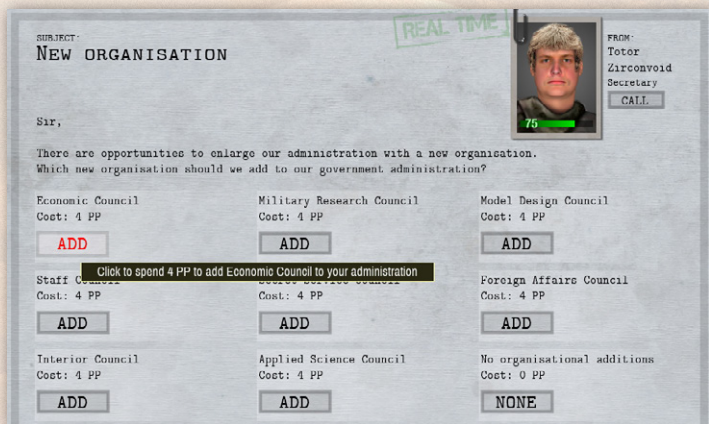 SUBJECT:
NEW ORGANISATION
REAL TIME
FROM:
Totor
Zirconvoid
Secretary
CALL
75
Sir,
There are opportunities to enlarge our administration with a new organisation.
Which new organisation should we add to our government administration?
Economic Council
Cost: 4 PP
ADD
Military Research Council
Cost: 4 PP
ADD
Model Design Council
Cost: 4 PP
ADD
Click to spend 4 PP to add Economic Council to your administration
Staff Council
Cost: 4 PP
ADD
Secret Service Council
Cost: 4 PP
ADD
Foreign Affairs Council
Cost: 4 PP
ADD
Interior Council
Cost: 4 PP
ADD
Applied Science Council
Cost: 4 PP
ADD
No organisational additions
Cost: 0 PP
NONE